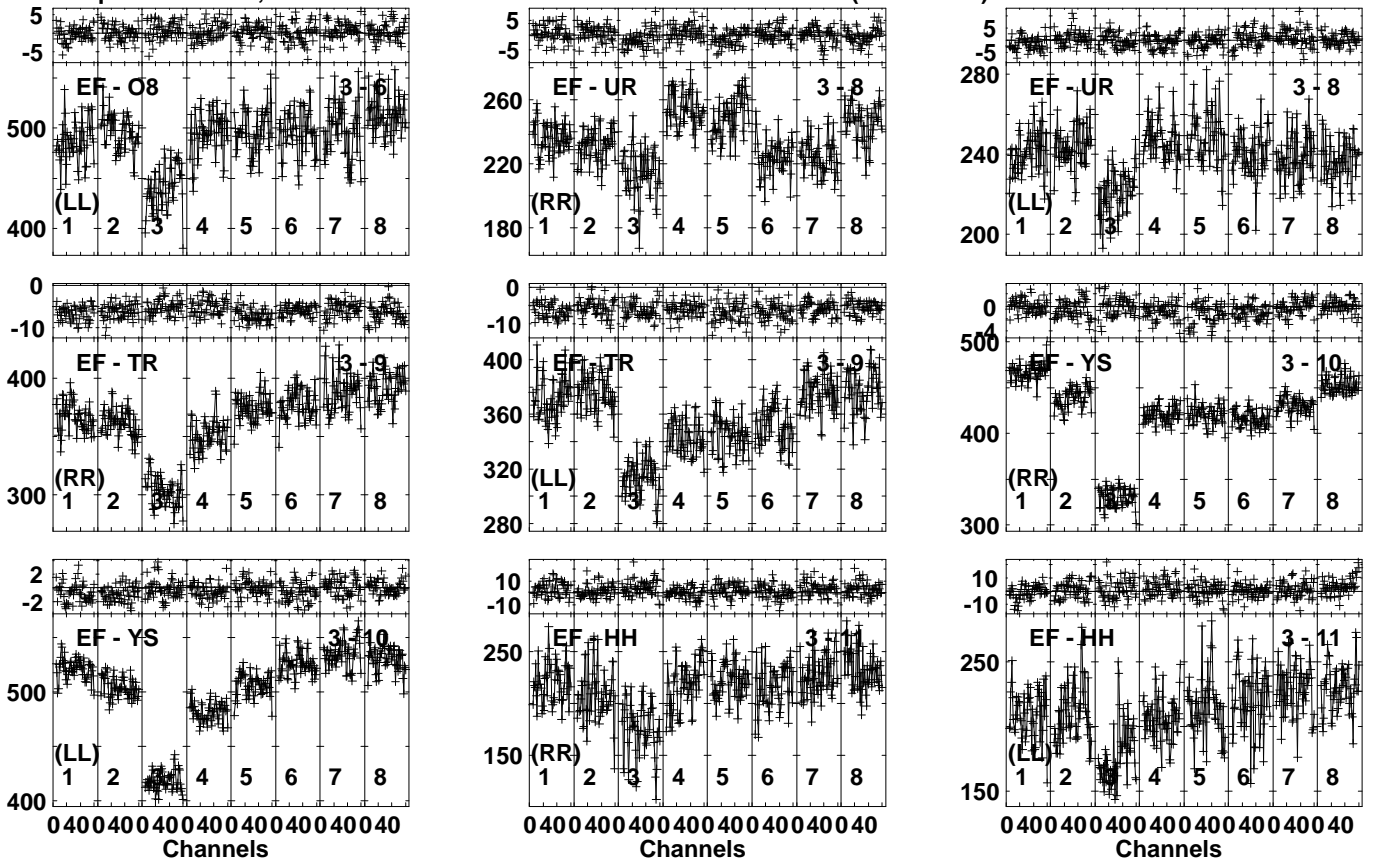 5
-5
EF - O8 3 - 6
500
(LL)
400
1 2 3 4 5 6 7 8
5
-5
EF - UR 3 - 8
260
220
(RR)
180
1 2 3 4 5 6 7 8
5
-5
280
EF - UR 3 - 8
240
(LL)
200
1 2 3 4 5 6 7 8
0
-10
EF - TR 3 - 9
400
(RR)
300
1 2 3 4 5 6 7 8
0
-10
400
EF - TR 3 - 9
360
320
(LL)
280
1 2 3 4 5 6 7 8
0
-4
500
EF - YS 3 - 10
400
(RR)
300
1 2 3 4 5 6 7 8
2
-2
EF - YS 3 - 10
500
(LL)
400
1 2 3 4 5 6 7 8
0 40 0 40 0 40 0 40 0 40 0 40 0 40 0 40
Channels
10
-10
EF - HH 3 - 11
250
150
(RR)
1 2 3 4 5 6 7 8
0 40 0 40 0 40 0 40 0 40 0 40 0 40 0 40
Channels
10
-10
EF - HH 3 - 11
250
(LL)
150
1 2 4 5 6 7 8
0 40 0 40 0 40 0 40 0 40 0 40 0 40 0 40
Channels